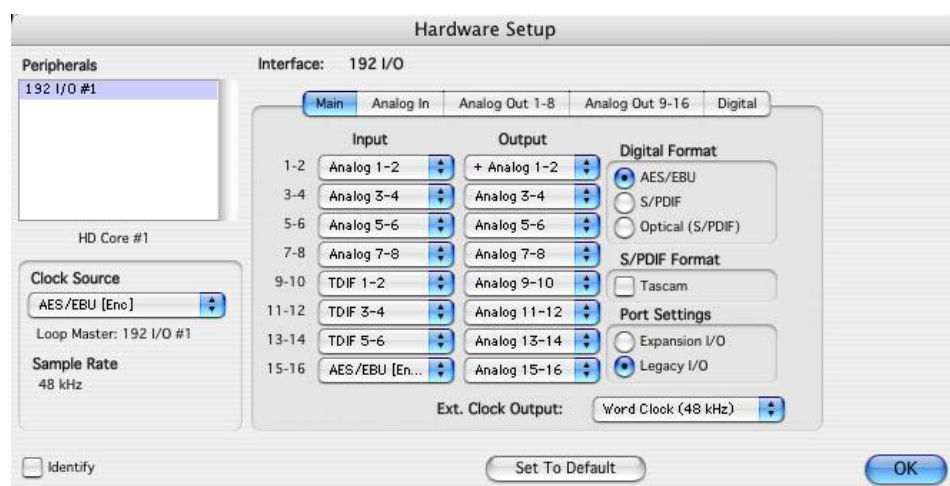 Hardware Setup
Peripherals
192 I/O #1
HD Core #1
Clock Source
AES/EBU [Enc]
Loop Master: 192 I/O #1
Sample Rate
48 kHz
Identify
Interface: 192 I/O
Main Analog In Analog Out 1-8 Analog Out 9-16 Digital
Input Output
1-2 Analog 1-2 + Analog 1-2
3-4 Analog 3-4 Analog 3-4
5-6 Analog 5-6 Analog 5-6
7-8 Analog 7-8 Analog 7-8
9-10 TDIF 1-2 Analog 9-10
11-12 TDIF 3-4 Analog 11-12
13-14 TDIF 5-6 Analog 13-14
15-16 AES/EBU [En... Analog 15-16
Digital Format
AES/EBU
S/PDIF
Optical (S/PDIF)
S/PDIF Format
Tascam
Port Settings
Expansion I/O
Legacy I/O
Ext. Clock Output: Word Clock (48 kHz)
Set To Default
OK